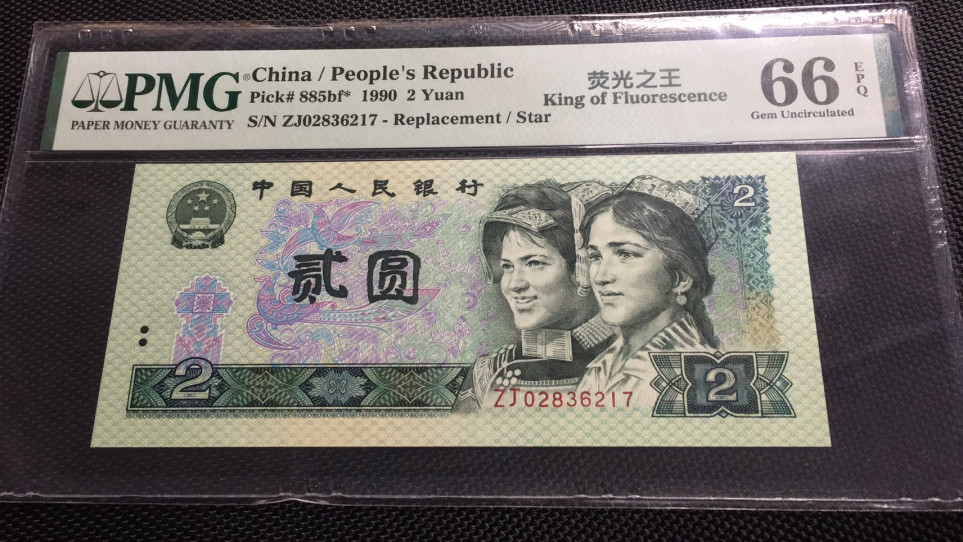 PMG®
PAPER MONEY GUARANTY
China / People's Republic
Pick# 885bf* 1990 2 Yuan
S/N ZJ02836217 - Replacement / Star
荧光之王
King of Fluorescence
66 EPQ
Gem Uncirculated
中国人民银行
2
贰圆
2
ZJ02836217
2